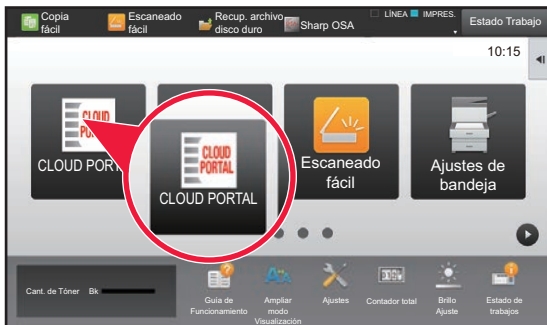 Copia
fácil
Escaneado
fácil
Recup. archivo
disco duro
Sharp OSA
LÍNEA
IMPRES.
Estado Trabajo
10:15
CLOUD
CLOUD PORT
CLOUD
PORTAL
CLOUD PORTAL
Escaneado
fácil
Ajustes de
bandeja
Cant. de Tóner Bk
Guía de
Funcionamiento
Ampliar
modo
Visualización
Ajustes
Contador total
Brillo
Ajuste
Estado de
trabajos